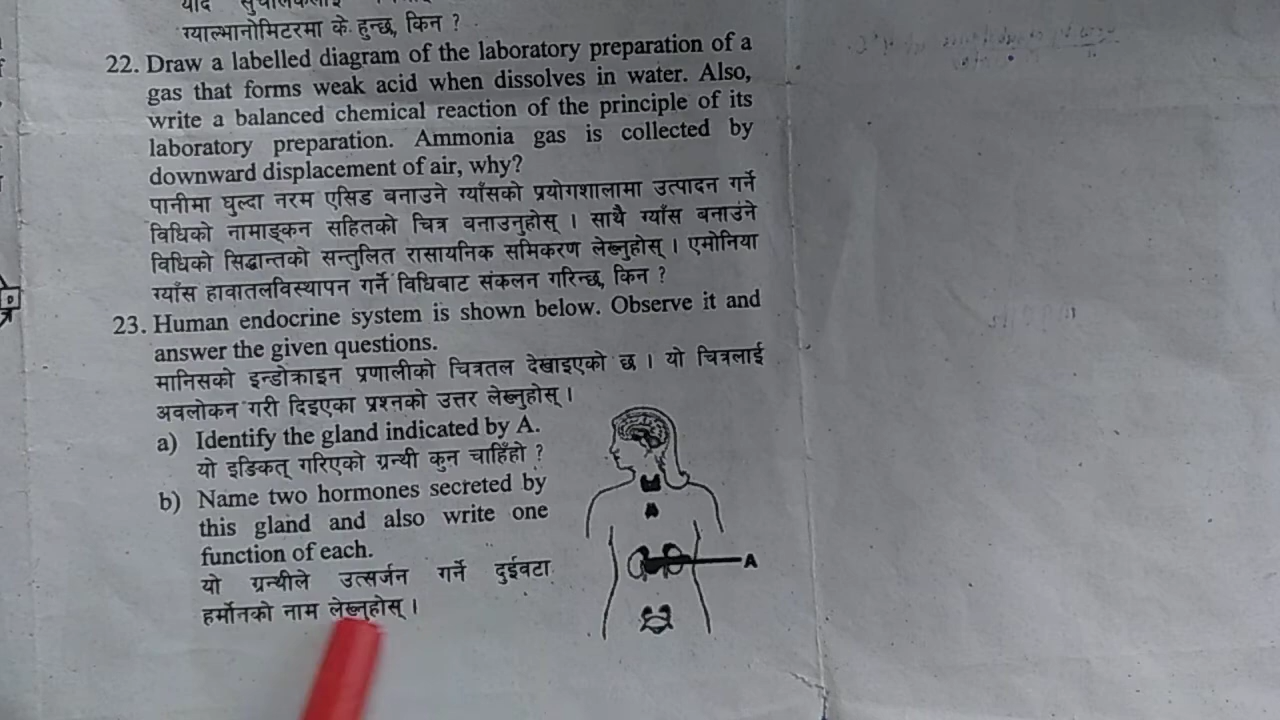 ग्याल्भानोमिटरमा के हुन्छ, किन ?
22. Draw a labelled diagram of the laboratory preparation of a
gas that forms weak acid when dissolves in water. Also,
write a balanced chemical reaction of the principle of its
laboratory preparation. Ammonia gas is collected by
downward displacement of air, why?
पानीमा घुल्दा नरम एसिड बनाउने ग्याँसको प्रयोगशालामा उत्पादन गर्ने
विधिको नामाङ्कन सहितको चित्र बनाउनुहोस् । साथै ग्याँस बनाउंने
विधिको सिद्धान्तको सन्तुलित रासायनिक समिकरण लेख्नुहोस् । एमोनिया
ग्याँस हावातलविस्थापन गर्ने विधिबाट संकलन गरिन्छ, किन ?
23. Human endocrine system is shown below. Observe it and
answer the given questions.
मानिसको इन्डोक्राइन प्रणालीको चित्रतल देखाइएको छ । यो चित्रलाई
अवलोकन गरी दिइएका प्रश्नको उत्तर लेख्नुहोस् ।
a) Identify the gland indicated by A.
यो इङिकत् गरिएको ग्रन्थी कुन चाहिँहो ?
b) Name two hormones secreted by
this gland and also write one
function of each.
यो ग्रन्थीले उत्सर्जन गर्ने दुईवटा
हर्मोनको नाम लेख्नुहोस् ।
A